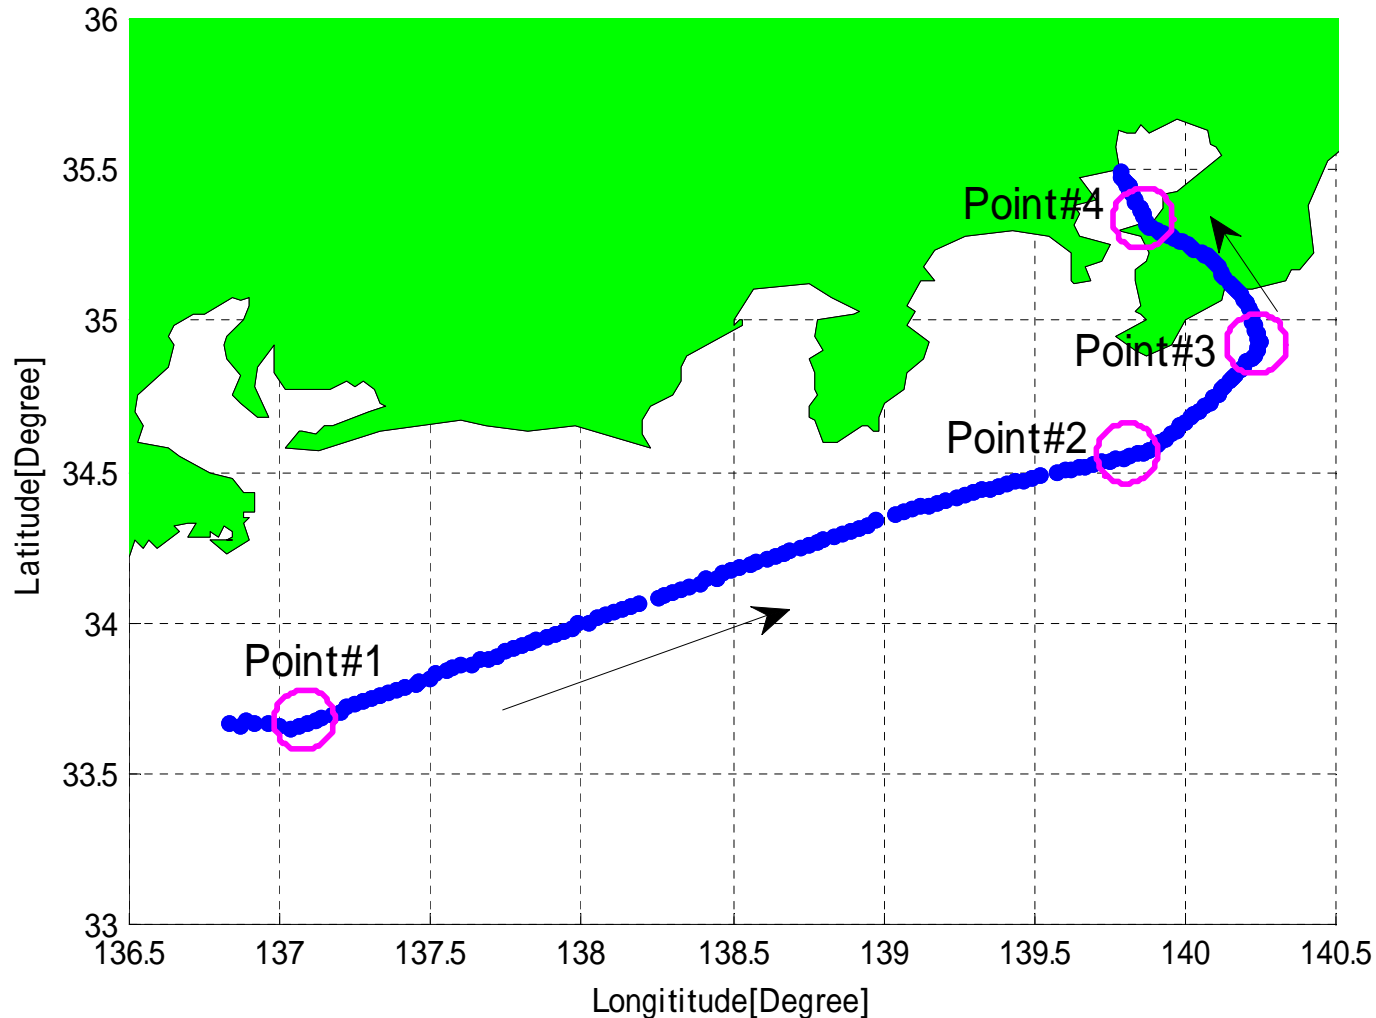 36
35.5
35
34.5
34
33.5
33
Latitude[Degree]
Point#4
Point#3
Point#2
Point#1
136.5 137 137.5 138 138.5 139 139.5 140 140.5
Longititude[Degree]